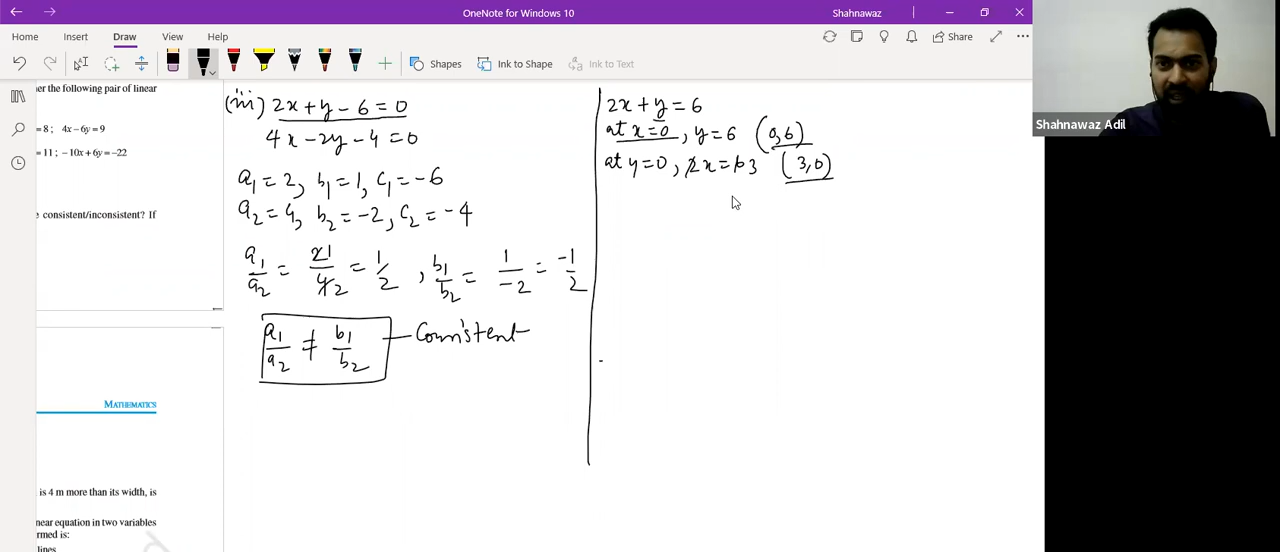 OneNote for Windows 10
Shahnawaz
Home Insert Draw View Help
Share
Shapes Ink to Shape Ink to Text
er the following pair of linear
= 8 ; 4x – 6y = 9
= 11 ; – 10x + 6y = –22
e consistent/inconsistent? If
MATHEMATICS
is 4 m more than its width, is
near equation in two variables
rmed is:
lines
(iii) 2x + y - 6 = 0
4x - 2y - 4 = 0
a₁ = 2, b₁ = 1, c₁ = -6
a₂ = 4, b₂ = -2, c₂ = -4
a₁/a₂ = 2 1/4 2 = 1/2, b₁/b₂ = 1/-2 = -1/2
a₁/a₂ ≠ b₁/b₂ — Consistent
2x + y = 6
at x=0, y=6 (0,6)
at y=0, 2x = 6 3 (3,0)
Shahnawaz Adil